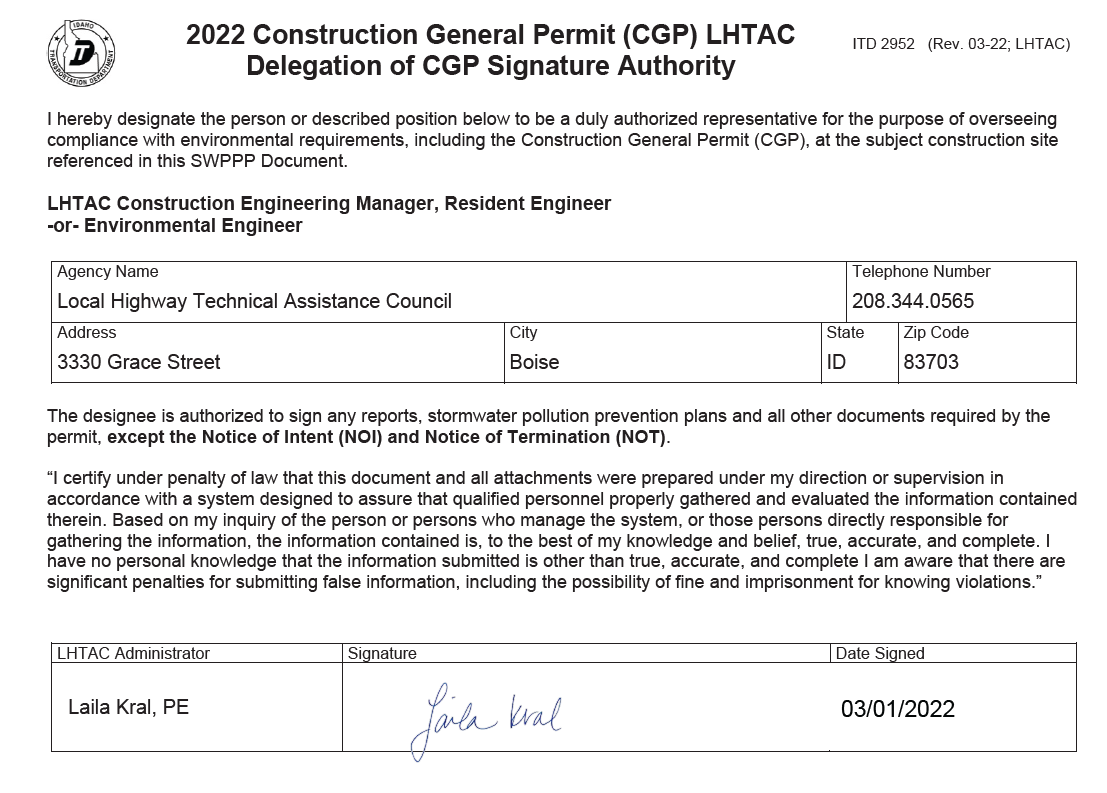 IDAHO
TRANSPORTATION DEPARTMENT
2022 Construction General Permit (CGP) LHTAC
Delegation of CGP Signature Authority
ITD 2952 (Rev. 03-22; LHTAC)
I hereby designate the person or described position below to be a duly authorized representative for the purpose of overseeing
compliance with environmental requirements, including the Construction General Permit (CGP), at the subject construction site
referenced in this SWPPP Document.
LHTAC Construction Engineering Manager, Resident Engineer
-or- Environmental Engineer
Agency Name
Telephone Number
Local Highway Technical Assistance Council
208.344.0565
Address
City
State
Zip Code
3330 Grace Street
Boise
ID
83703
The designee is authorized to sign any reports, stormwater pollution prevention plans and all other documents required by the
permit, except the Notice of Intent (NOI) and Notice of Termination (NOT).
“I certify under penalty of law that this document and all attachments were prepared under my direction or supervision in
accordance with a system designed to assure that qualified personnel properly gathered and evaluated the information contained
therein. Based on my inquiry of the person or persons who manage the system, or those persons directly responsible for
gathering the information, the information contained is, to the best of my knowledge and belief, true, accurate, and complete. I
have no personal knowledge that the information submitted is other than true, accurate, and complete I am aware that there are
significant penalties for submitting false information, including the possibility of fine and imprisonment for knowing violations.”
LHTAC Administrator
Signature
Date Signed
Laila Kral, PE
Laila Kral
03/01/2022